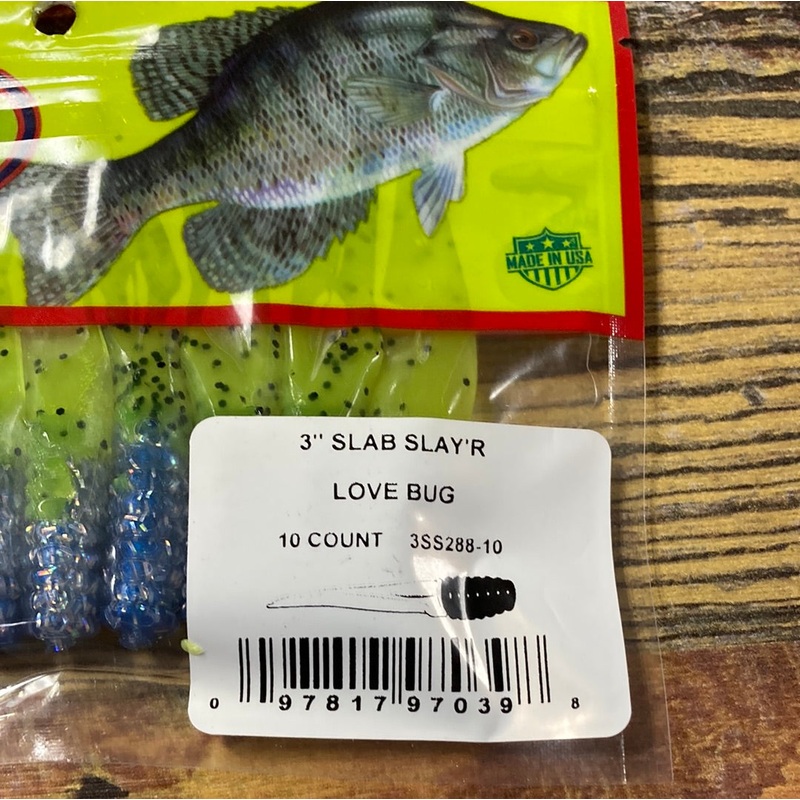 MADE IN USA
3" SLAB SLAY'R
LOVE BUG
10 COUNT 3SS288-10
0 97817 97039 8